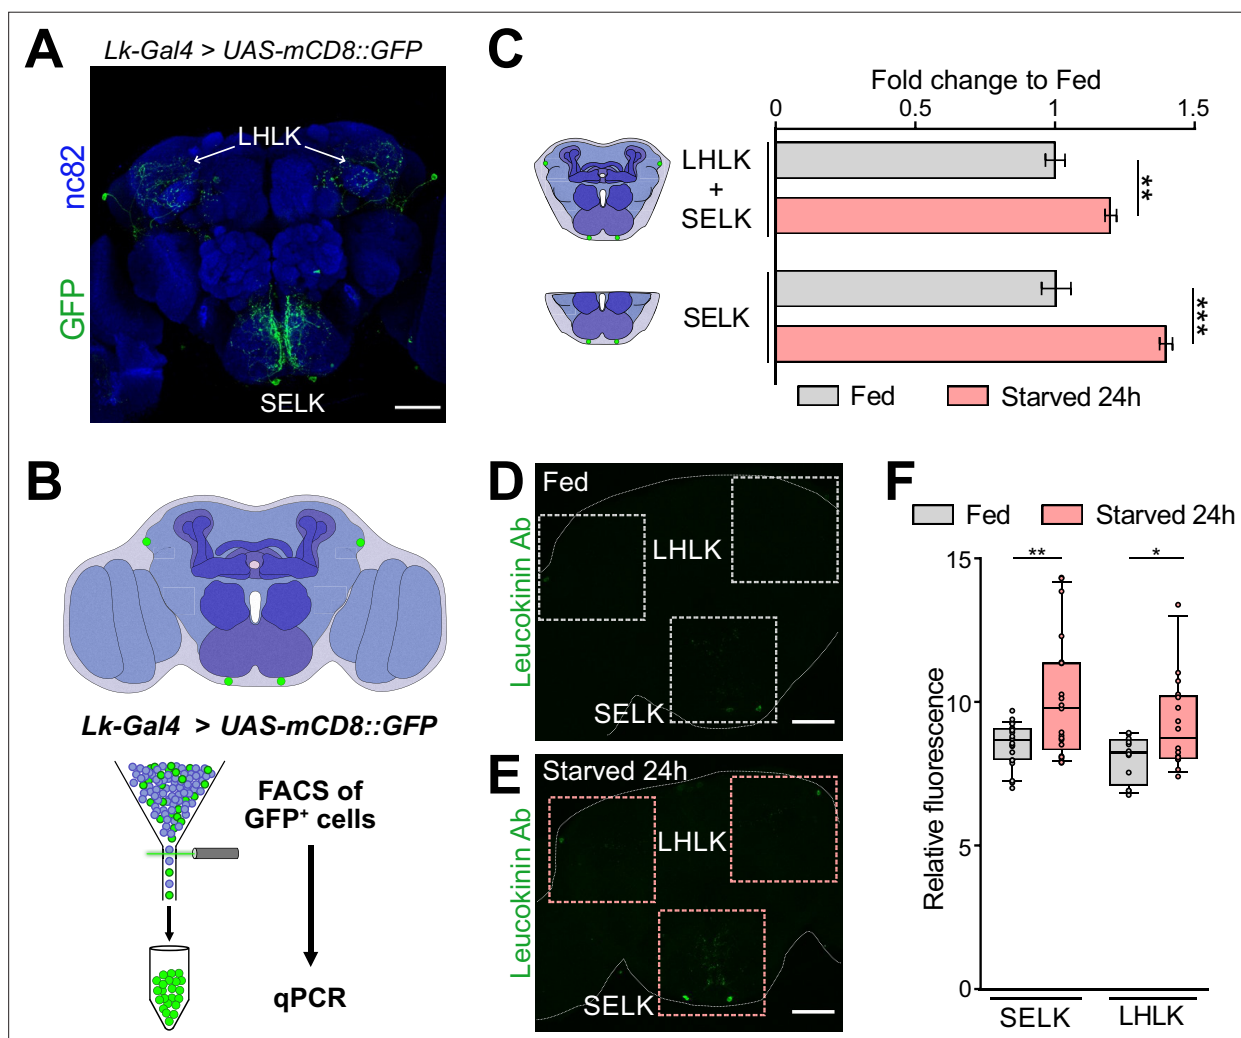 A
Lk-Gal4 > UAS-mCD8::GFP
nc82
GFP
LHLK
SELK
B
Lk-Gal4 > UAS-mCD8::GFP
FACS of
GFP+ cells
qPCR
C
Fold change to Fed
0 0.5 1 1.5
LHLK
+
SELK
**
SELK
***
Fed Starved 24h
D
Leucokinin Ab
Fed
LHLK
SELK
E
Leucokinin Ab
Starved 24h
LHLK
SELK
F
Fed Starved 24h
Relative fluorescence
15
10
5
0
** *
SELK LHLK